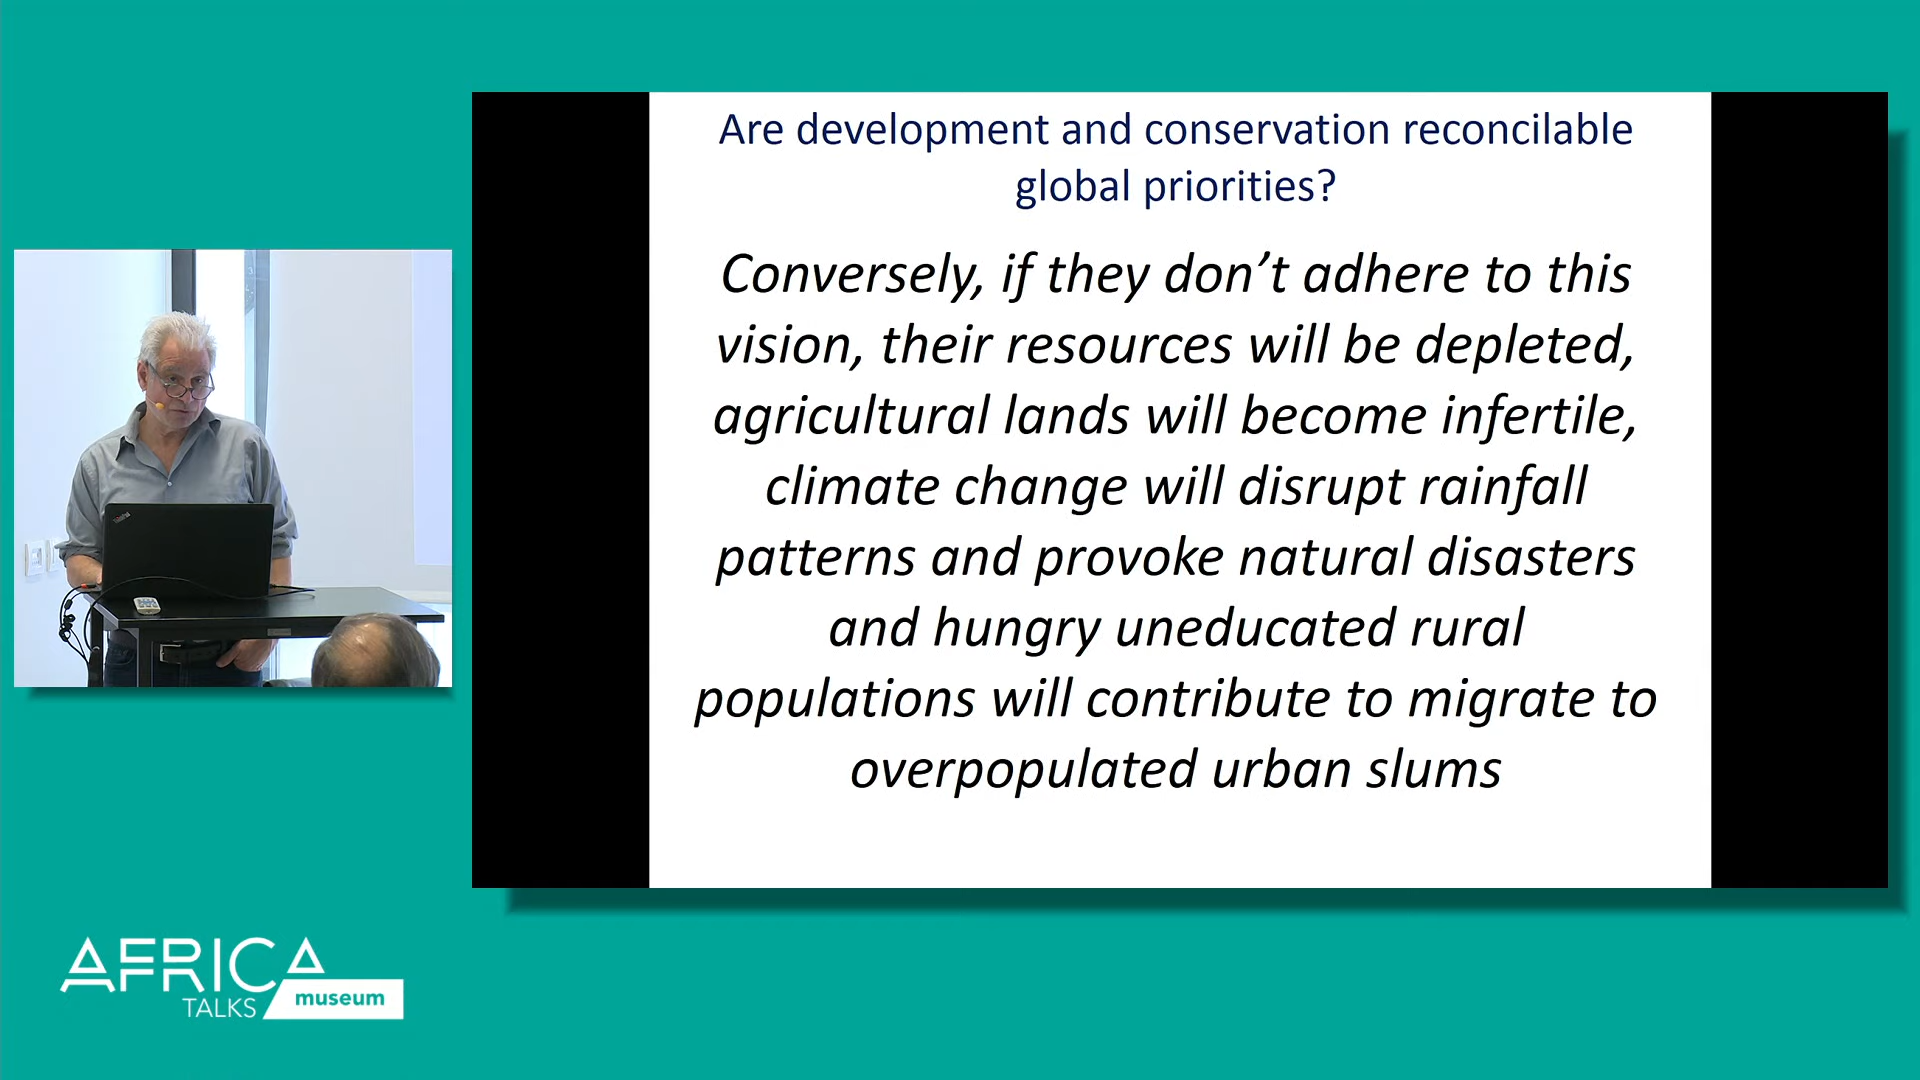 Are development and conservation reconcilable
global priorities?
Conversely, if they don’t adhere to this
vision, their resources will be depleted,
agricultural lands will become infertile,
climate change will disrupt rainfall
patterns and provoke natural disasters
and hungry uneducated rural
populations will contribute to migrate to
overpopulated urban slums
AFRICA
TALKS museum
ThinkPad